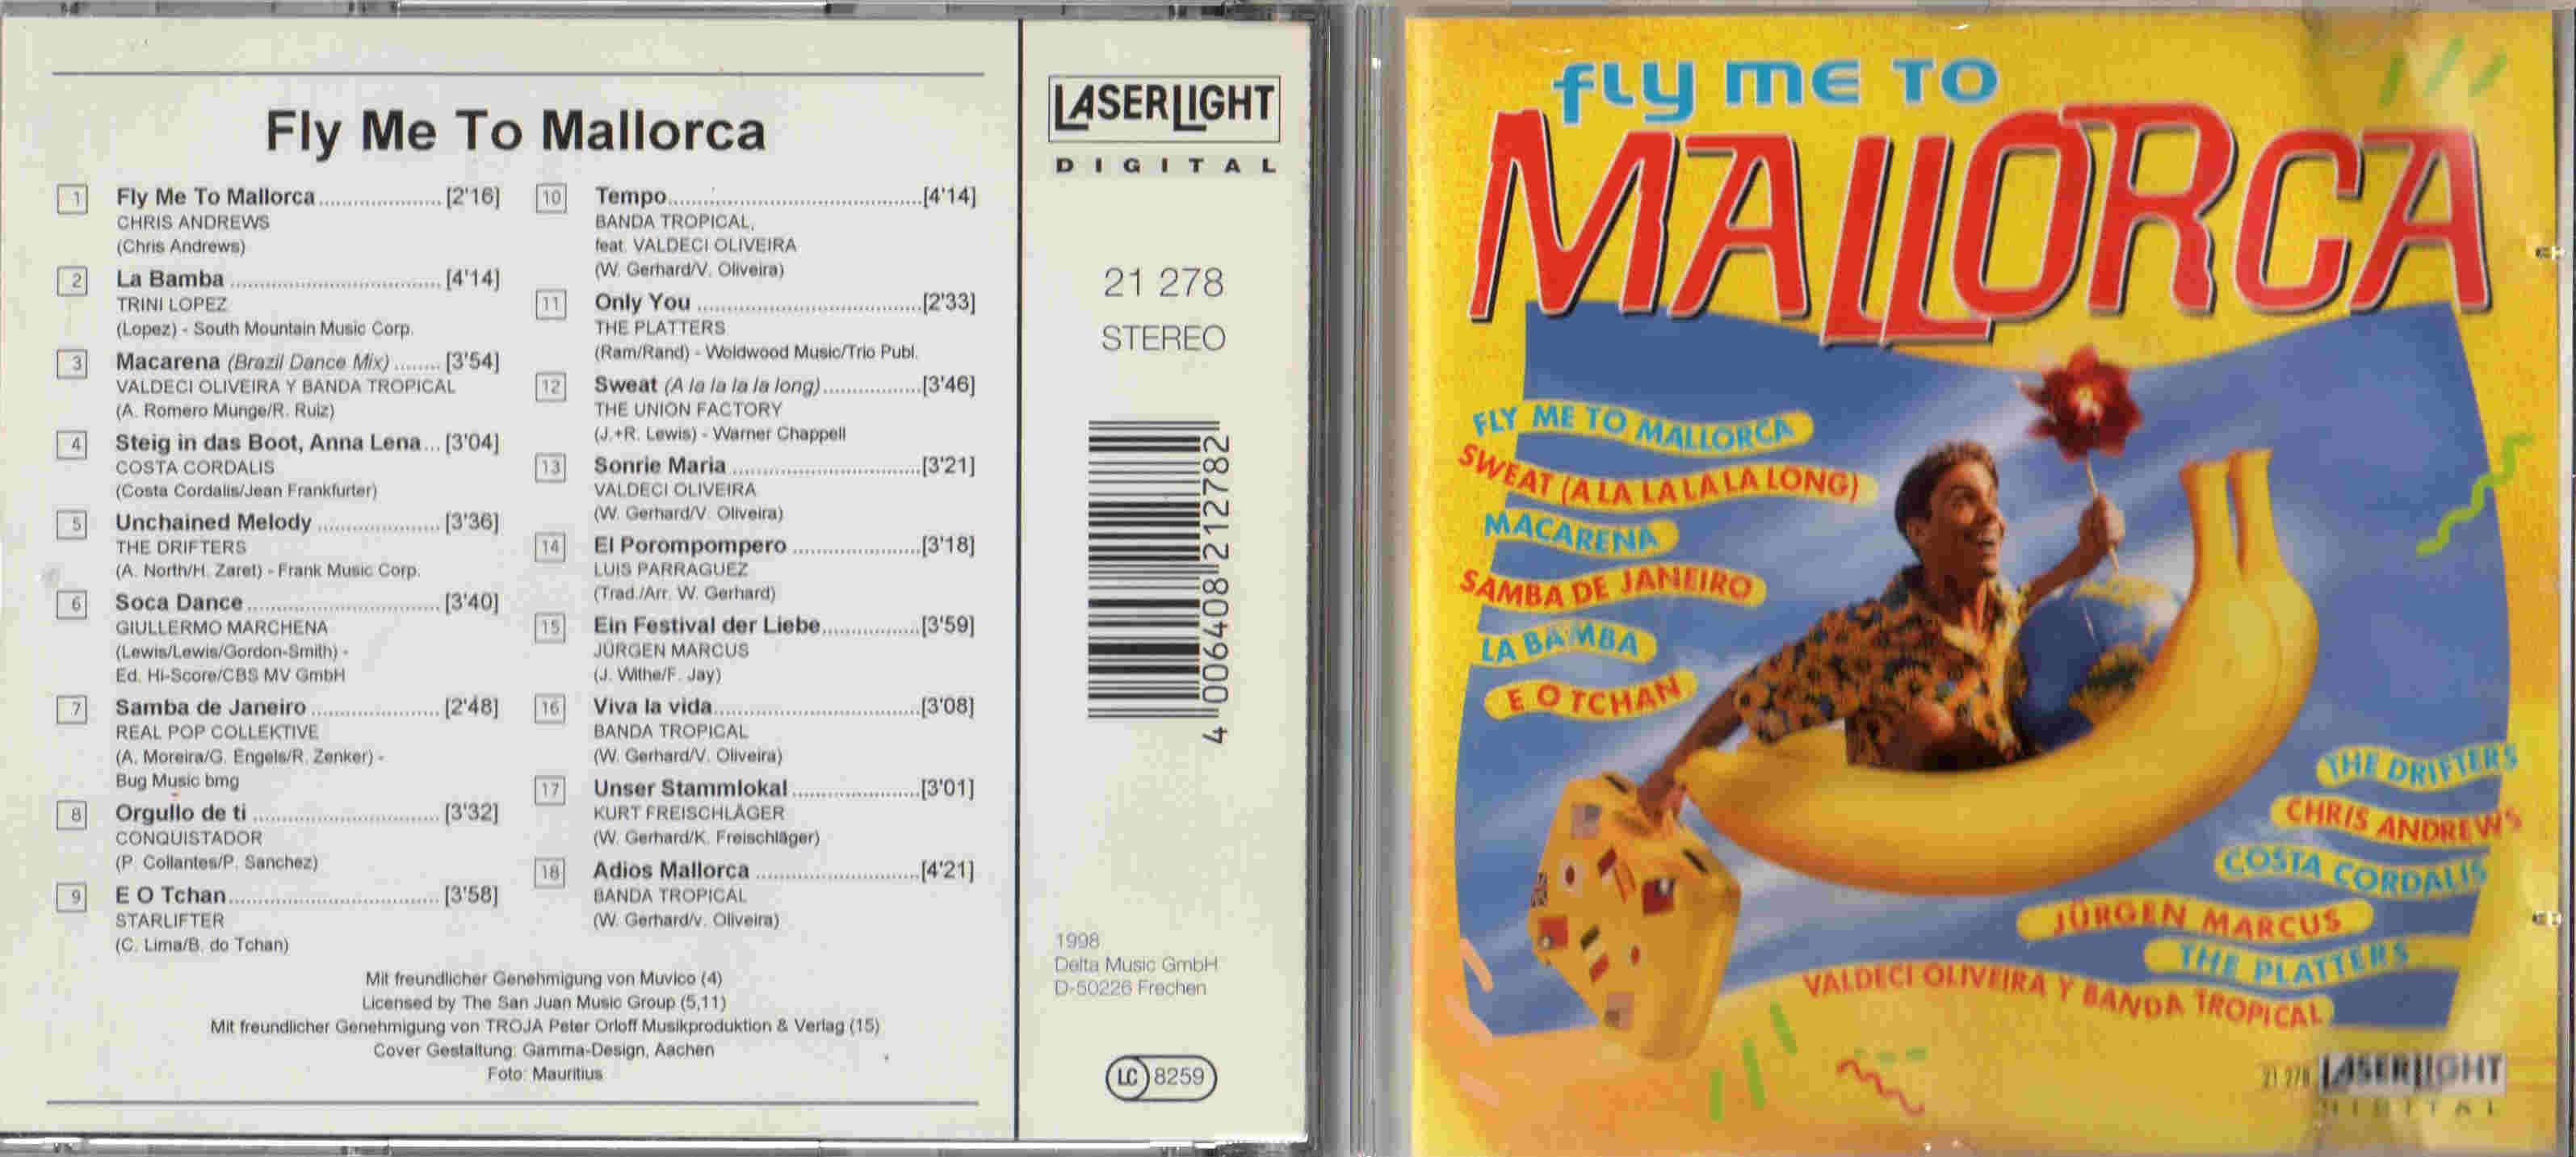 Fly Me To Mallorca
1 Fly Me To Mallorca.....................[2'16]
CHRIS ANDREWS
(Chris Andrews)
2 La Bamba....................................[4'14]
TRINI LOPEZ
(Lopez) - South Mountain Music Corp.
3 Macarena (Brazil Dance Mix)........[3'54]
VALDECI OLIVEIRA Y BANDA TROPICAL
(A. Romero Munge/R. Ruiz)
4 Steig in das Boot, Anna Lena...[3'04]
COSTA CORDALIS
(Costa Cordalis/Jean Frankfurter)
5 Unchained Melody.....................[3'36]
THE DRIFTERS
(A. North/H. Zaret) - Frank Music Corp.
6 Soca Dance.................................[3'40]
GIULLERMO MARCHENA
(Lewis/Lewis/Gordon-Smith) -
Ed. Hi-Score/CBS MV GmbH
7 Samba de Janeiro......................[2'48]
REAL POP COLLEKTIVE
(A. Moreira/G. Engels/R. Zenker) -
Bug Music bmg
8 Orgullo de ti................................[3'32]
CONQUISTADOR
(P. Collantes/P. Sanchez)
9 E O Tchan....................................[3'58]
STARLIFTER
(C. Lima/B. do Tchan)
10 Tempo...........................................[4'14]
BANDA TROPICAL,
feat. VALDECI OLIVEIRA
(W. Gerhard/V. Oliveira)
11 Only You......................................[2'33]
THE PLATTERS
(Ram/Rand) - Woldwood Music/Trio Publ.
12 Sweat (A la la la la long).................[3'46]
THE UNION FACTORY
(J.+R. Lewis) - Warner Chappell
13 Sonrie Maria................................[3'21]
VALDECI OLIVEIRA
(W. Gerhard/V. Oliveira)
14 El Porompompero......................[3'18]
LUIS PARRAGUEZ
(Trad./Arr. W. Gerhard)
15 Ein Festival der Liebe.................[3'59]
JÜRGEN MARCUS
(J. Withe/F. Jay)
16 Viva la vida...................................[3'08]
BANDA TROPICAL
(W. Gerhard/V. Oliveira)
17 Unser Stammlokal......................[3'01]
KURT FREISCHLÄGER
(W. Gerhard/K. Freischläger)
18 Adios Mallorca............................[4'21]
BANDA TROPICAL
(W. Gerhard/v. Oliveira)
Mit freundlicher Genehmigung von Muvico (4)
Licensed by The San Juan Music Group (5,11)
Mit freundlicher Genehmigung von TROJA Peter Orloff Musikproduktion & Verlag (15)
Cover Gestaltung: Gamma-Design, Aachen
Foto: Mauritius
LASERLIGHT
DIGITAL
21 278
STEREO
4 006408 212782
1998
Delta Music GmbH
D-50226 Frechen
LC 8259
fly me to
MALLORCA
FLY ME TO MALLORCA
SWEAT (A LA LA LA LA LONG)
MACARENA
SAMBA DE JANEIRO
LA BAMBA
E O TCHAN
THE DRIFTERS
CHRIS ANDREWS
COSTA CORDALIS
JÜRGEN MARCUS
THE PLATTERS
VALDECI OLIVEIRA Y BANDA TROPICAL
21 278 LASERLIGHT
DIGITAL